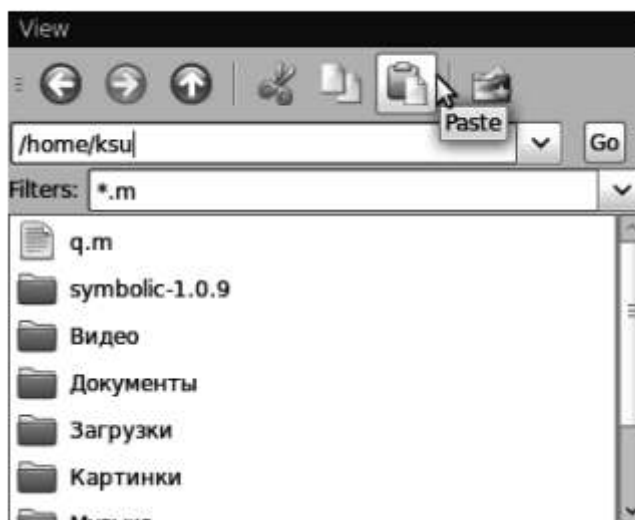 View
Paste
/home/ksu
Go
Filters: *.m
q.m
symbolic-1.0.9
Видео
Документы
Загрузки
Картинки